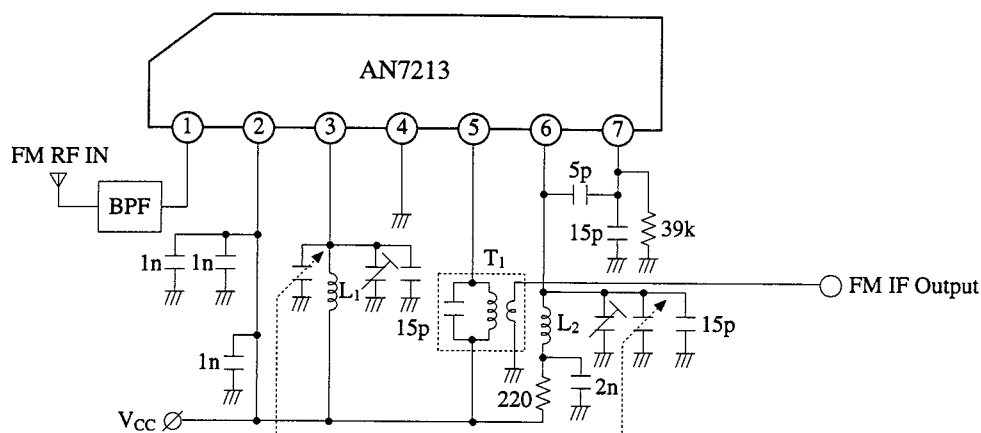 AN7213
1
2
3
4
5
6
7
FM RF IN
BPF
5p
15p
39k
1n
1n
L1
15p
T1
FM IF Output
L2
15p
1n
2n
220
VCC